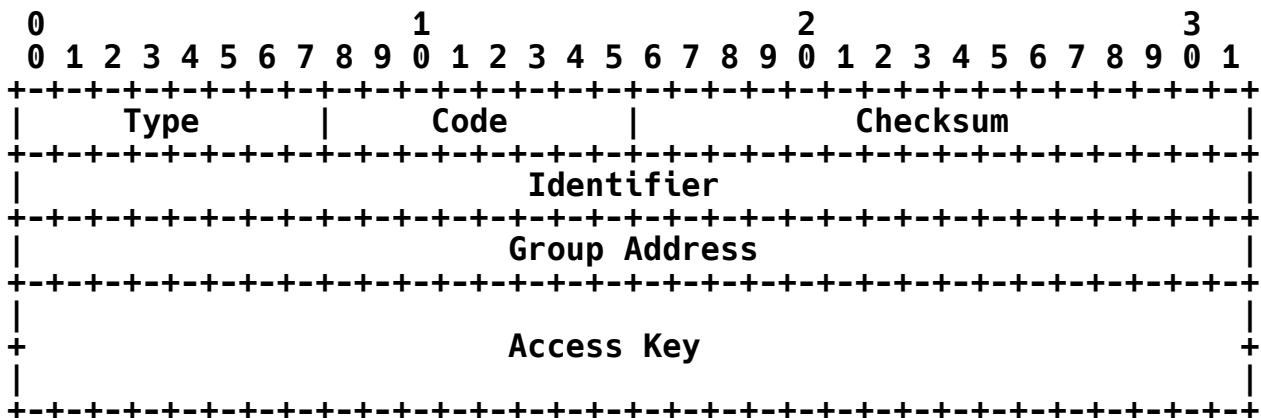 0                   1                   2                   3
 0 1 2 3 4 5 6 7 8 9 0 1 2 3 4 5 6 7 8 9 0 1 2 3 4 5 6 7 8 9 0 1
+-+-+-+-+-+-+-+-+-+-+-+-+-+-+-+-+-+-+-+-+-+-+-+-+-+-+-+-+-+-+-+-+
|     Type      |     Code      |           Checksum            |
+-+-+-+-+-+-+-+-+-+-+-+-+-+-+-+-+-+-+-+-+-+-+-+-+-+-+-+-+-+-+-+-+
|                          Identifier                           |
+-+-+-+-+-+-+-+-+-+-+-+-+-+-+-+-+-+-+-+-+-+-+-+-+-+-+-+-+-+-+-+-+
|                         Group Address                         |
+-+-+-+-+-+-+-+-+-+-+-+-+-+-+-+-+-+-+-+-+-+-+-+-+-+-+-+-+-+-+-+-+
|                                                               |
+                         Access Key                            +
|                                                               |
+-+-+-+-+-+-+-+-+-+-+-+-+-+-+-+-+-+-+-+-+-+-+-+-+-+-+-+-+-+-+-+-+